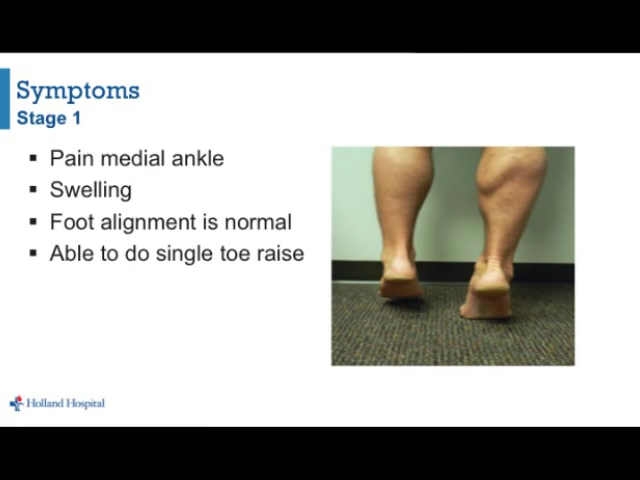 Symptoms
Stage 1
▪ Pain medial ankle
▪ Swelling
▪ Foot alignment is normal
▪ Able to do single toe raise
Holland Hospital